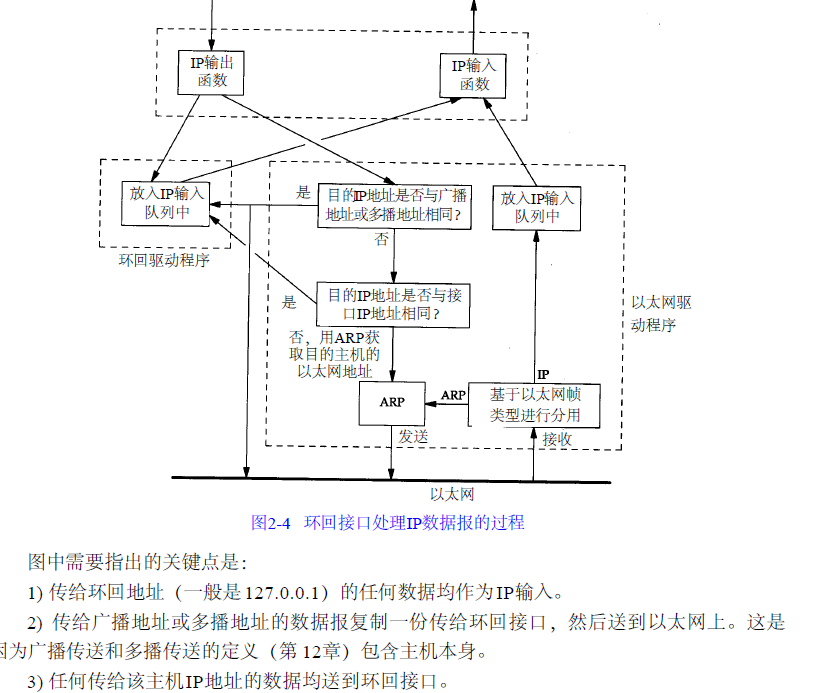 IP输出
函数
IP输入
函数
放入IP输入
队列中
环回驱动程序
是
目的IP地址是否与广播
地址或多播地址相同？
否
放入IP输入
队列中
是
目的IP地址是否与接
口IP地址相同？
以太网驱
动程序
否，用ARP获
取目的主机的
以太网地址
ARP
ARP
IP
基于以太网帧
类型进行分用
发送
接收
以太网
图2-4 环回接口处理IP数据报的过程
图中需要指出的关键点是：
1) 传给环回地址（一般是127.0.0.1）的任何数据均作为IP输入。
2) 传给广播地址或多播地址的数据报复制一份传给环回接口，然后送到以太网上。这是
因为广播传送和多播传送的定义（第12章）包含主机本身。
3) 任何传给该主机IP地址的数据均送到环回接口。